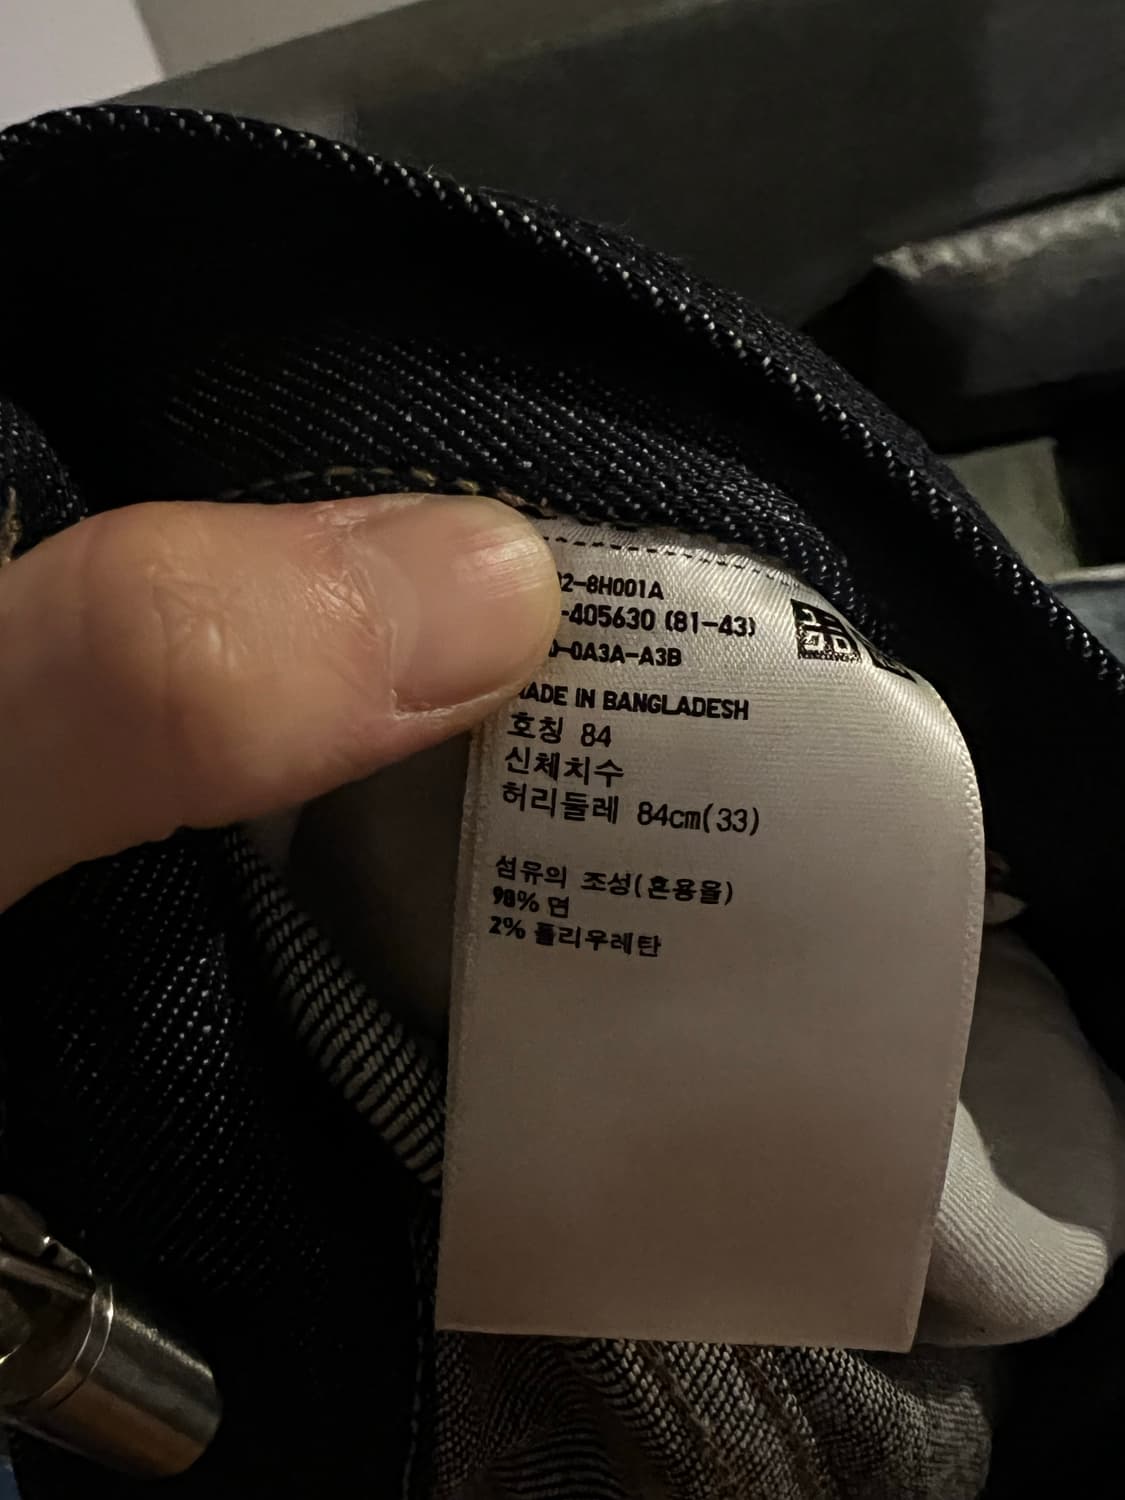 2-8H001A
-405630 (81-43)
-0A3A-A3B
MADE IN BANGLADESH
호칭 84
신체치수
허리둘레 84cm(33)
섬유의 조성(혼용율)
98% 면
2% 폴리우레탄